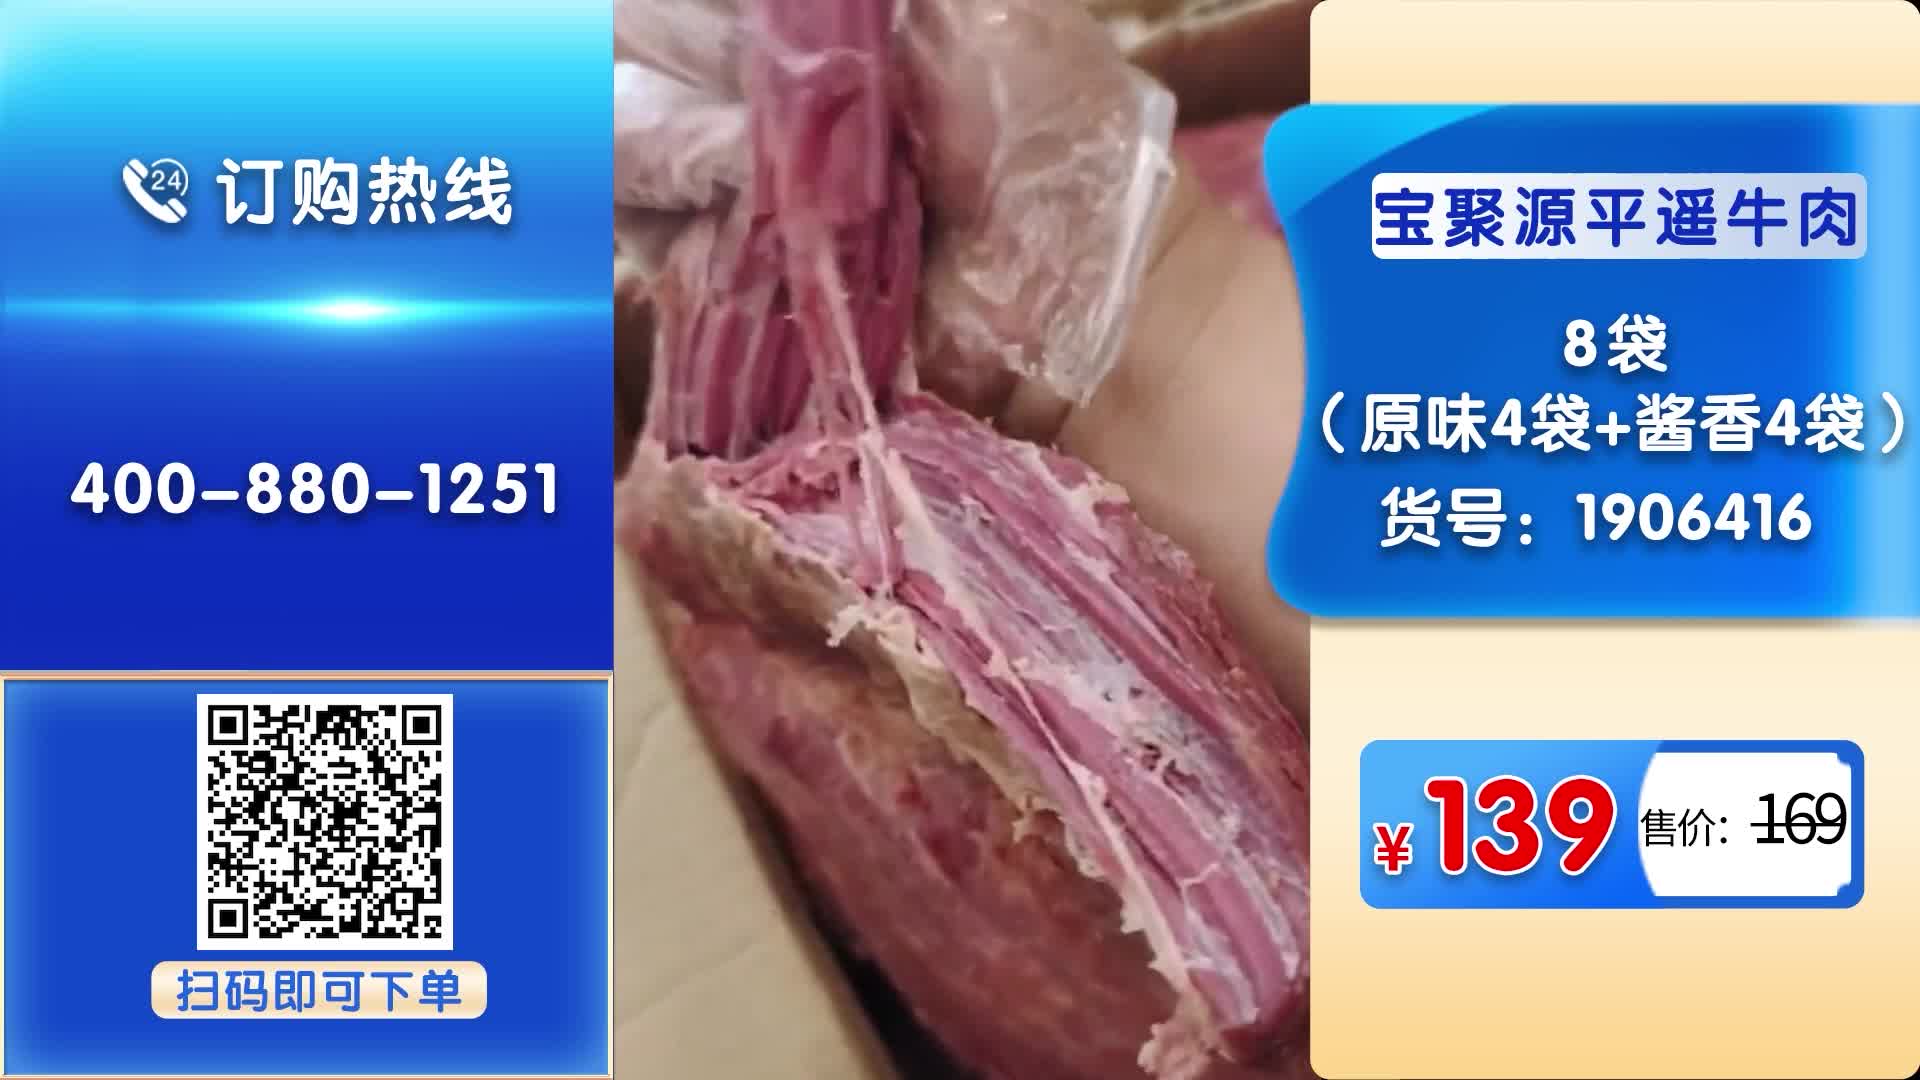 24
订购热线
400-880-1251
扫码即可下单
宝聚源平遥牛肉
8袋
（原味4袋+酱香4袋）
货号：1906416
¥139
售价：169